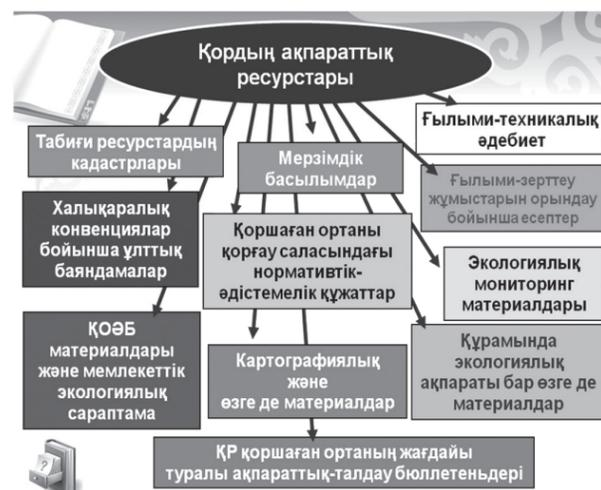 Қордың ақпараттық
ресурстары
Ғылыми-техникалық
әдебиет
Табиғи ресурстардың
кадастрлары
Мерзімдік
басылымдар
Ғылыми-зерттеу
жұмыстарын орындау
бойынша есептер
Халықаралық
конвенциялар
бойынша ұлттық
баяндамалар
Қоршаған ортаны
қорғау саласындағы
нормативтік-
әдістемелік құжаттар
Экологиялық
мониторинг
материалдары
ҚОӘБ
материалдары
және мемлекеттік
экологиялық
сараптама
Картографиялық
және
өзге де материалдар
Құрамында
экологиялық
ақпараты бар өзге де
материалдар
ҚР қоршаған ортаның жағдайы
туралы ақпараттық-талдау бюллетеньдері
?